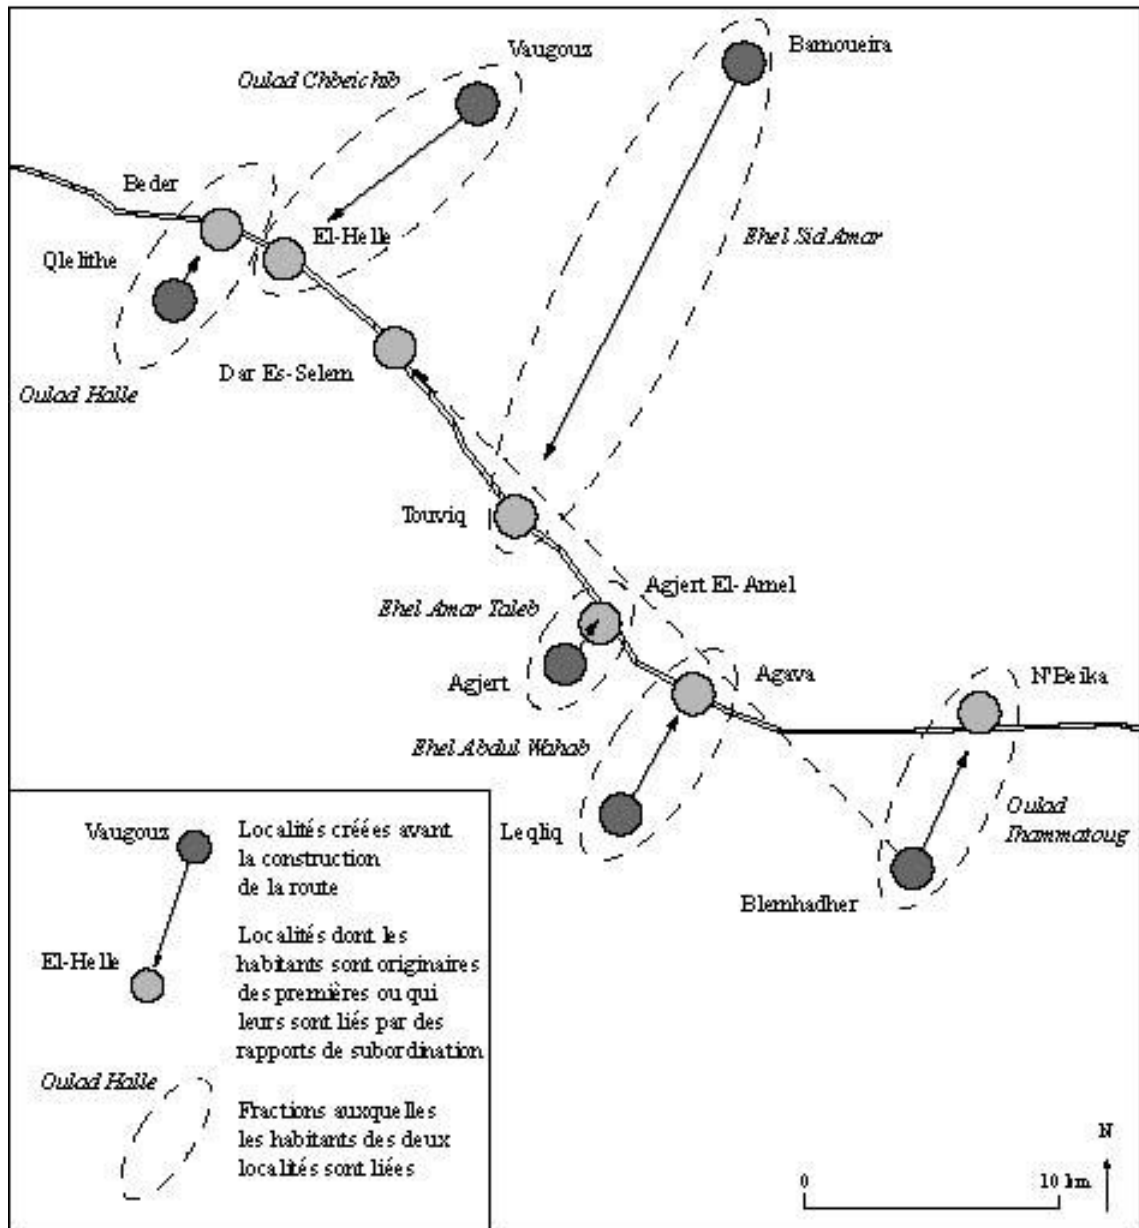 Vaugouz
Bamoueira
Oulad Chbeichib
Beder
El-Helle
Ehel Sid Amar
Qlelithe
Dar Es-Selem
Oulad Halle
Touviq
Agjert El-Amel
Ehel Amar Taleb
Agjert
Agava
N'Beika
Ehel Abdul Wahab
Leqliq
Oulad
Thammatoug
Blemhadher
Vaugouz
Localités créées avant
la construction
de la route
El-Helle
Localités dont les
habitants sont originaires
des premières ou qui
leurs sont liés par des
rapports de subordination
Oulad Halle
Fractions auxquelles
les habitants des deux
localités sont liées
N
0
10 km